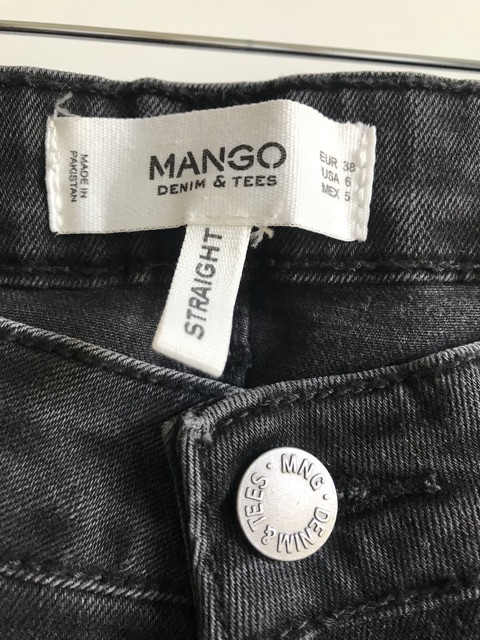 MADE IN
PAKISTAN
MANGO
DENIM & TEES
EUR 38
USA 6
MEX 5
STRAIGHT
MNG · DENIM & TEES ·